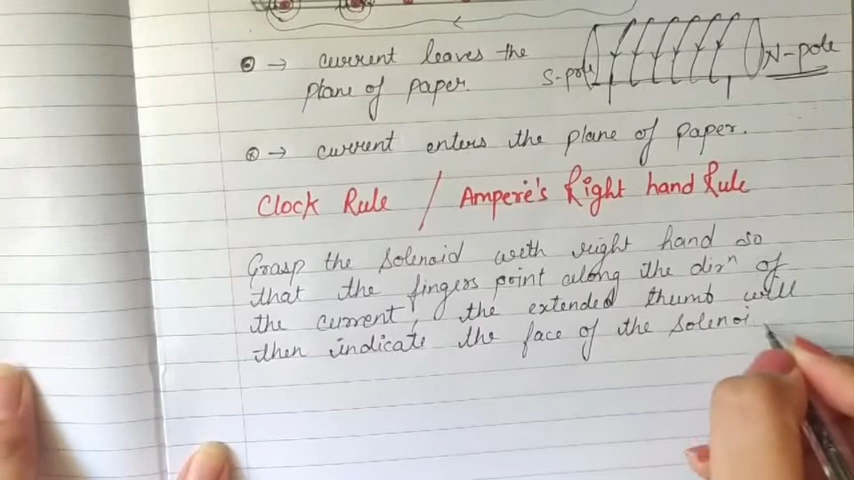 ⊙ → current leaves the
plane of paper.
S-pole
N-pole
⊗ → current enters the plane of paper.
Clock Rule / Ampere's Right hand Rule
Grasp the solenoid with right hand so
that the fingers point along the dirⁿ of
the current, the extended thumb will
then indicate the face of the solenoi